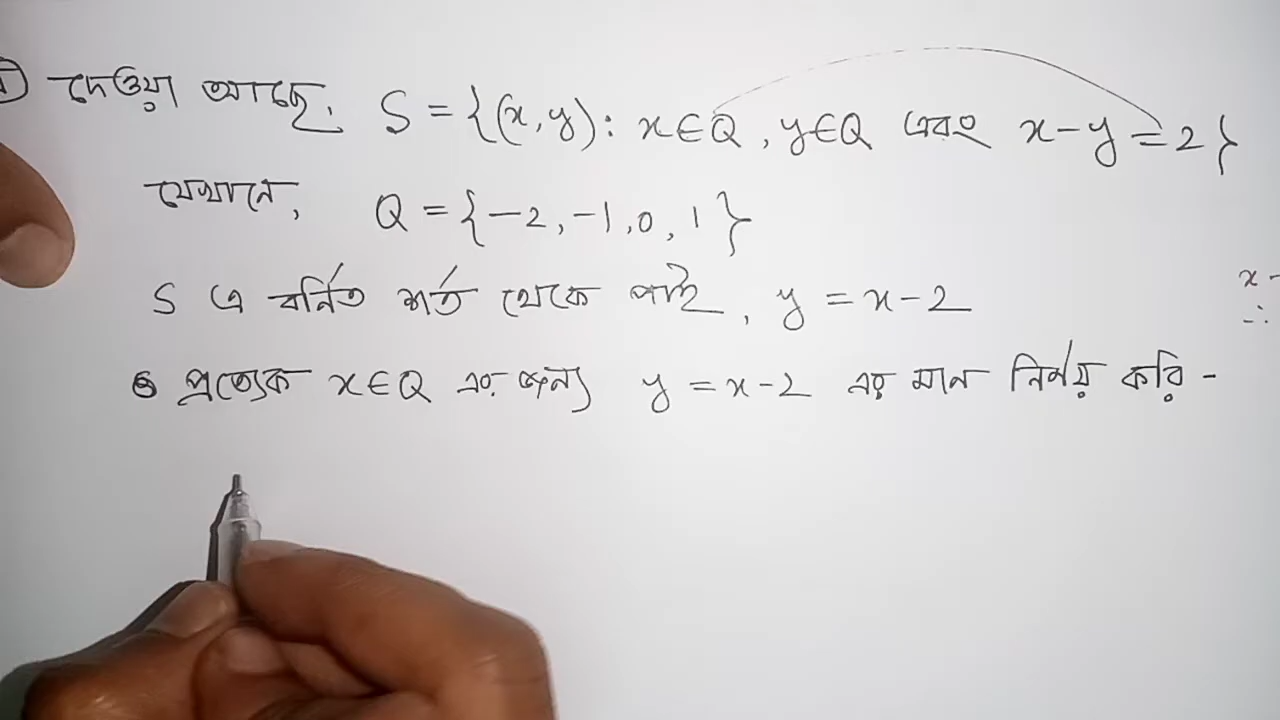 দেওয়া আছে, S = {(x, y) : x∈Q, y∈Q এবং x-y = 2}
যেখানে, Q = {-2, -1, 0, 1}
S এ বর্নিত শর্ত থেকে পাই, y = x-2
x-
∴
প্রত্যেক x∈Q এর জন্য y = x-2 এর মান নির্ণয় করি -